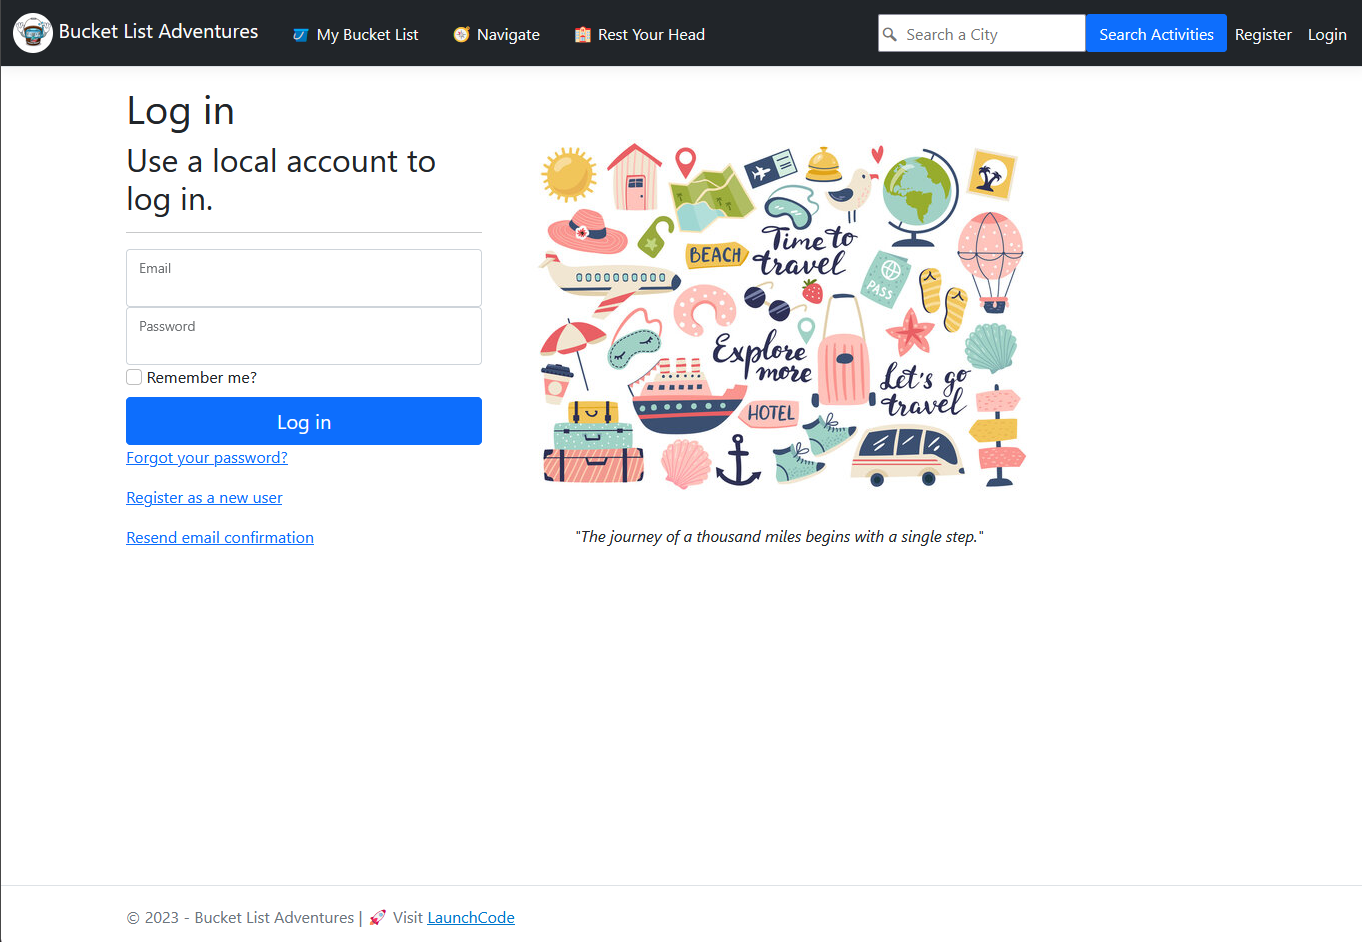 Bucket List Adventures
My Bucket List
Navigate
Rest Your Head
Search a City
Search Activities
Register
Login
Log in
Use a local account to
log in.
Email
Password
Remember me?
Log in
Forgot your password?
Register as a new user
Resend email confirmation
Time to
travel
BEACH
PASS
Explore
more
Let's go
travel
HOTEL
"The journey of a thousand miles begins with a single step."
© 2023 - Bucket List Adventures | 🚀 Visit LaunchCode